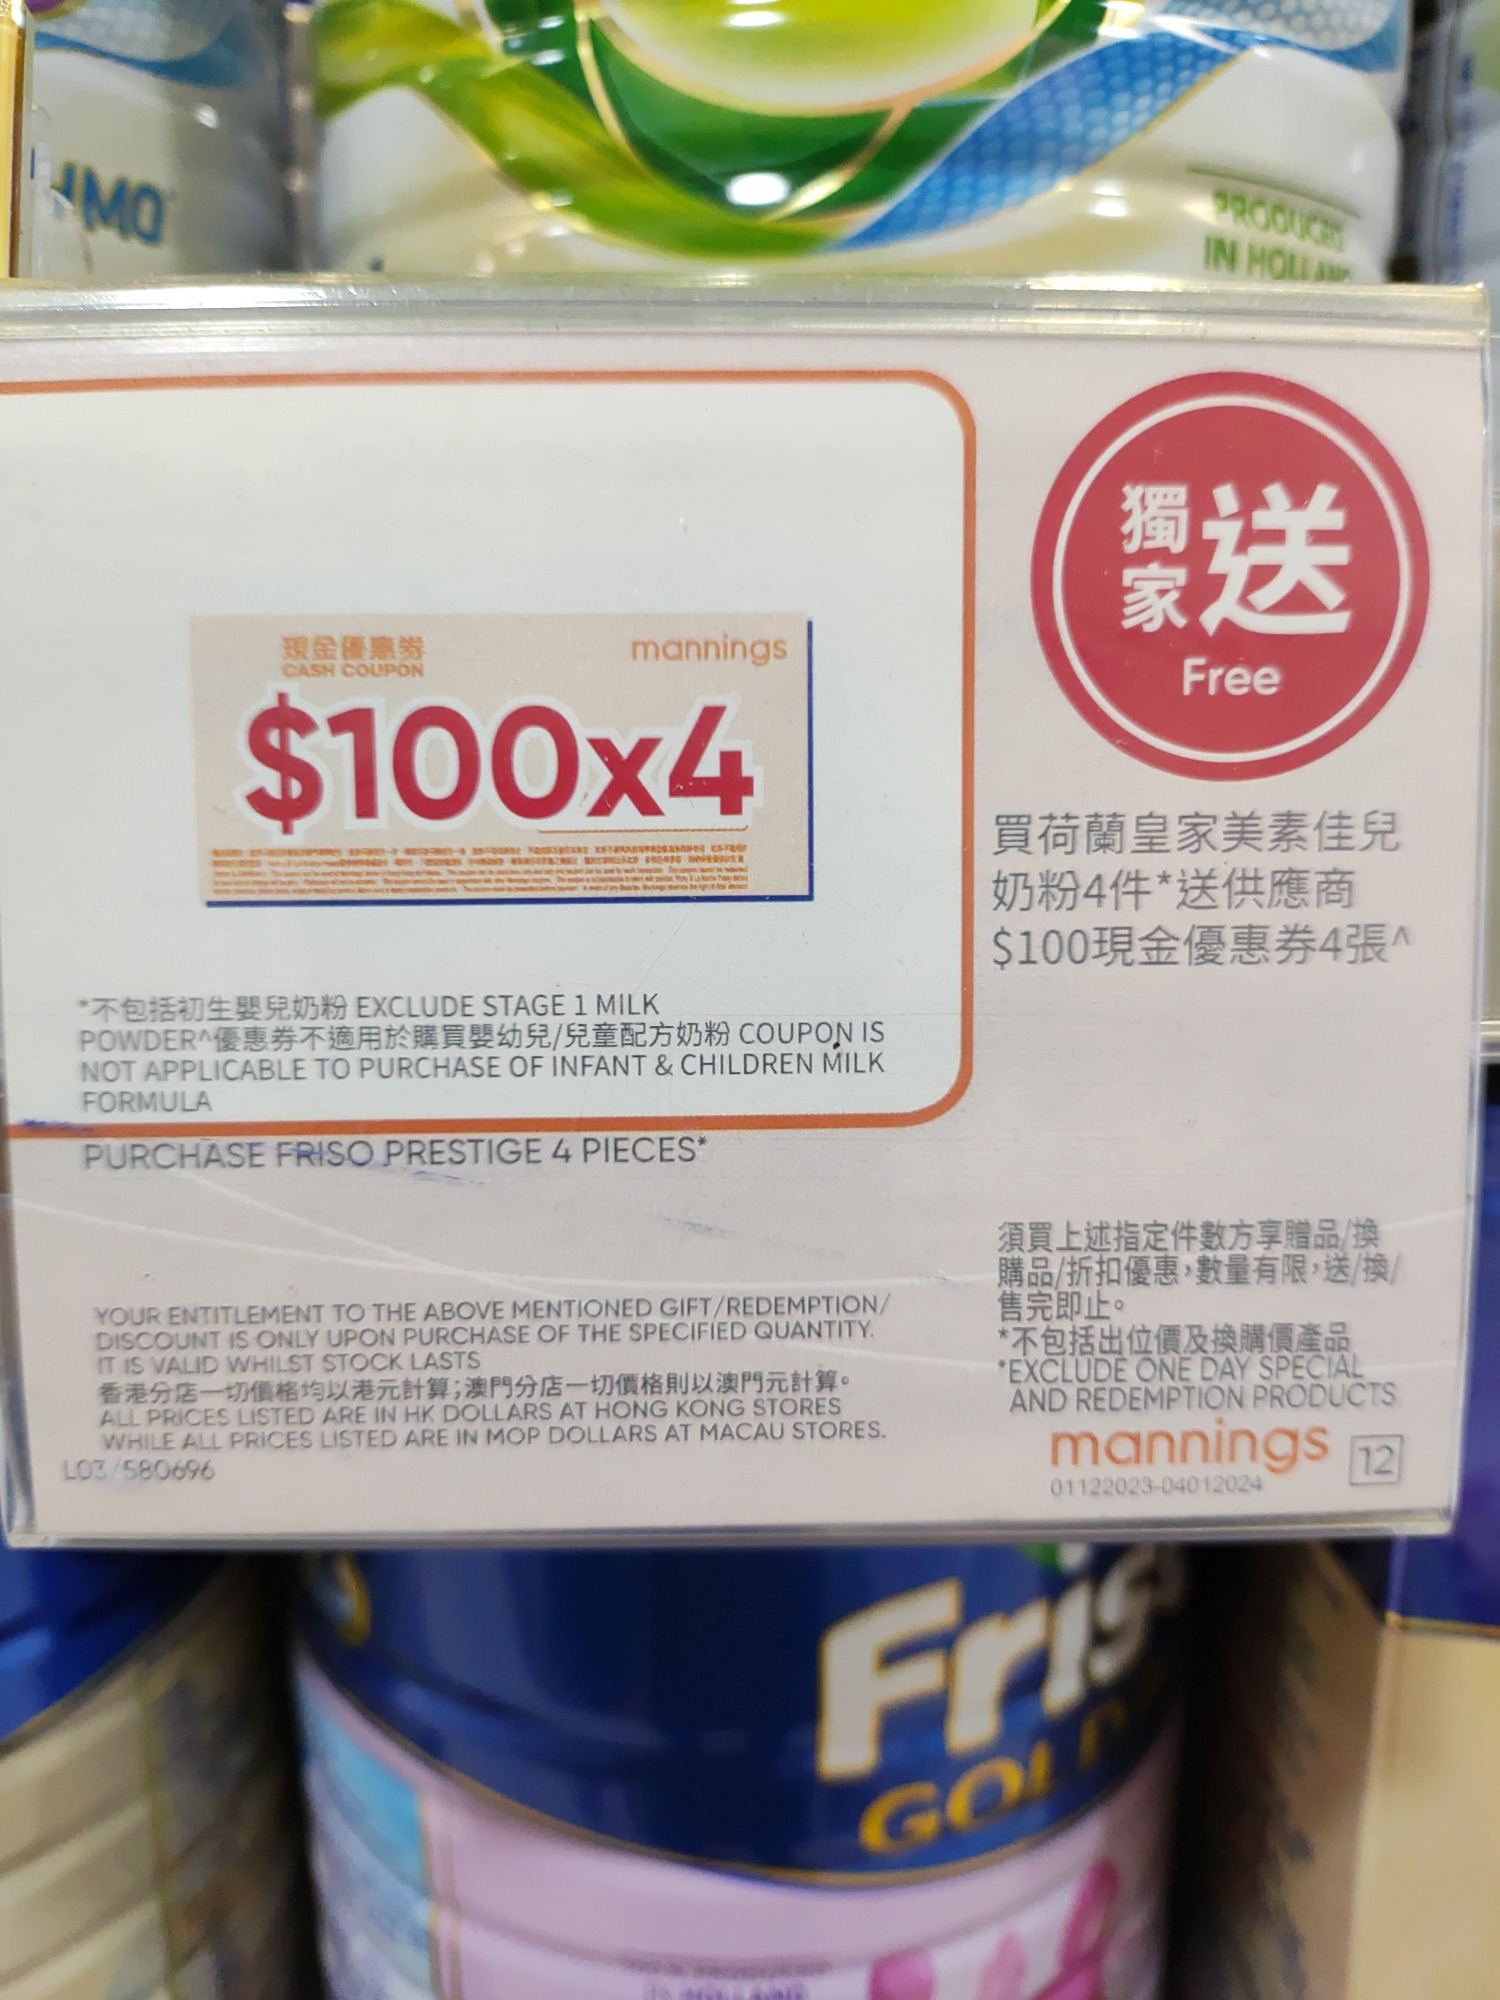 HMO
PRODUCED
IN HOLLAND
獨家送
Free
現金優惠券
CASH COUPON
mannings
$100x4
買荷蘭皇家美素佳兒
奶粉4件*送供應商
$100現金優惠券4張^
*不包括初生嬰兒奶粉 EXCLUDE STAGE 1 MILK
POWDER^優惠券不適用於購買嬰幼兒/兒童配方奶粉 COUPON IS
NOT APPLICABLE TO PURCHASE OF INFANT & CHILDREN MILK
FORMULA
PURCHASE FRISO PRESTIGE 4 PIECES*
須買上述指定件數方享贈品/換
購品/折扣優惠，數量有限，送/換/
售完即止。
*不包括出位價及換購價產品
*EXCLUDE ONE DAY SPECIAL
AND REDEMPTION PRODUCTS
YOUR ENTITLEMENT TO THE ABOVE MENTIONED GIFT/REDEMPTION/
DISCOUNT IS ONLY UPON PURCHASE OF THE SPECIFIED QUANTITY.
IT IS VALID WHILST STOCK LASTS
香港分店一切價格均以港元計算；澳門分店一切價格則以澳門元計算。
ALL PRICES LISTED ARE IN HK DOLLARS AT HONG KONG STORES
WHILE ALL PRICES LISTED ARE IN MOP DOLLARS AT MACAU STORES.
L03/580696
mannings 12
01122023-04012024
Fris
GOLD